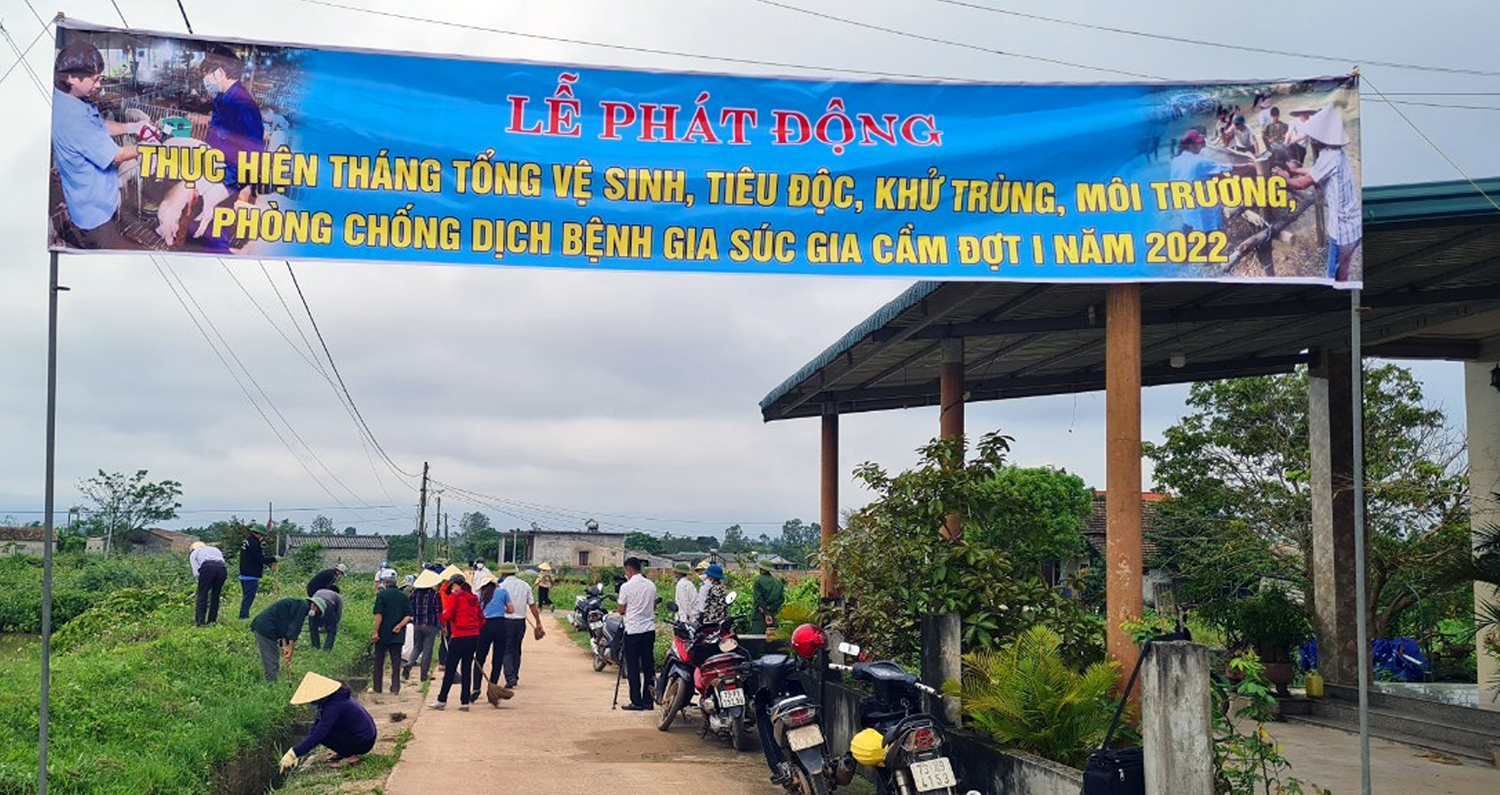 LỄ PHÁT ĐỘNG
THỰC HIỆN THÁNG TỔNG VỆ SINH, TIÊU ĐỘC, KHỬ TRÙNG, MÔI TRƯỜNG,
PHÒNG CHỐNG DỊCH BỆNH GIA SÚC GIA CẦM ĐỢT I NĂM 2022